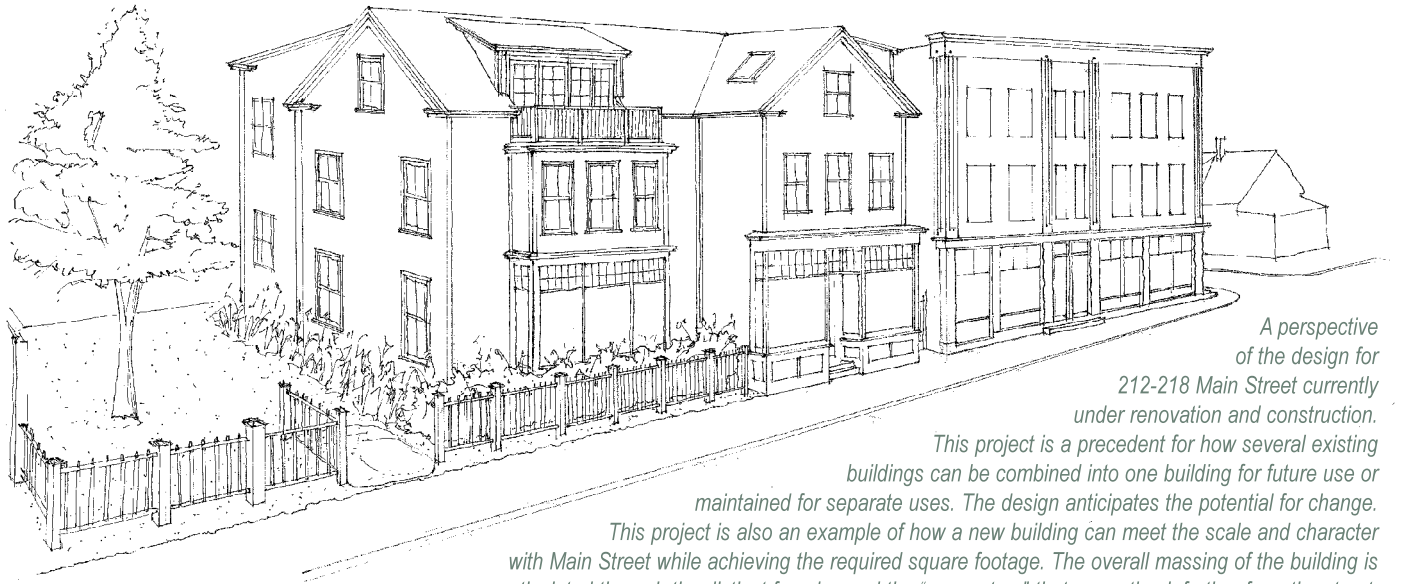 A perspective
of the design for
212-218 Main Street currently
under renovation and construction.
This project is a precedent for how several existing
buildings can be combined into one building for future use or
maintained for separate uses. The design anticipates the potential for change.
This project is also an example of how a new building can meet the scale and character
with Main Street while achieving the required square footage. The overall massing of the building is